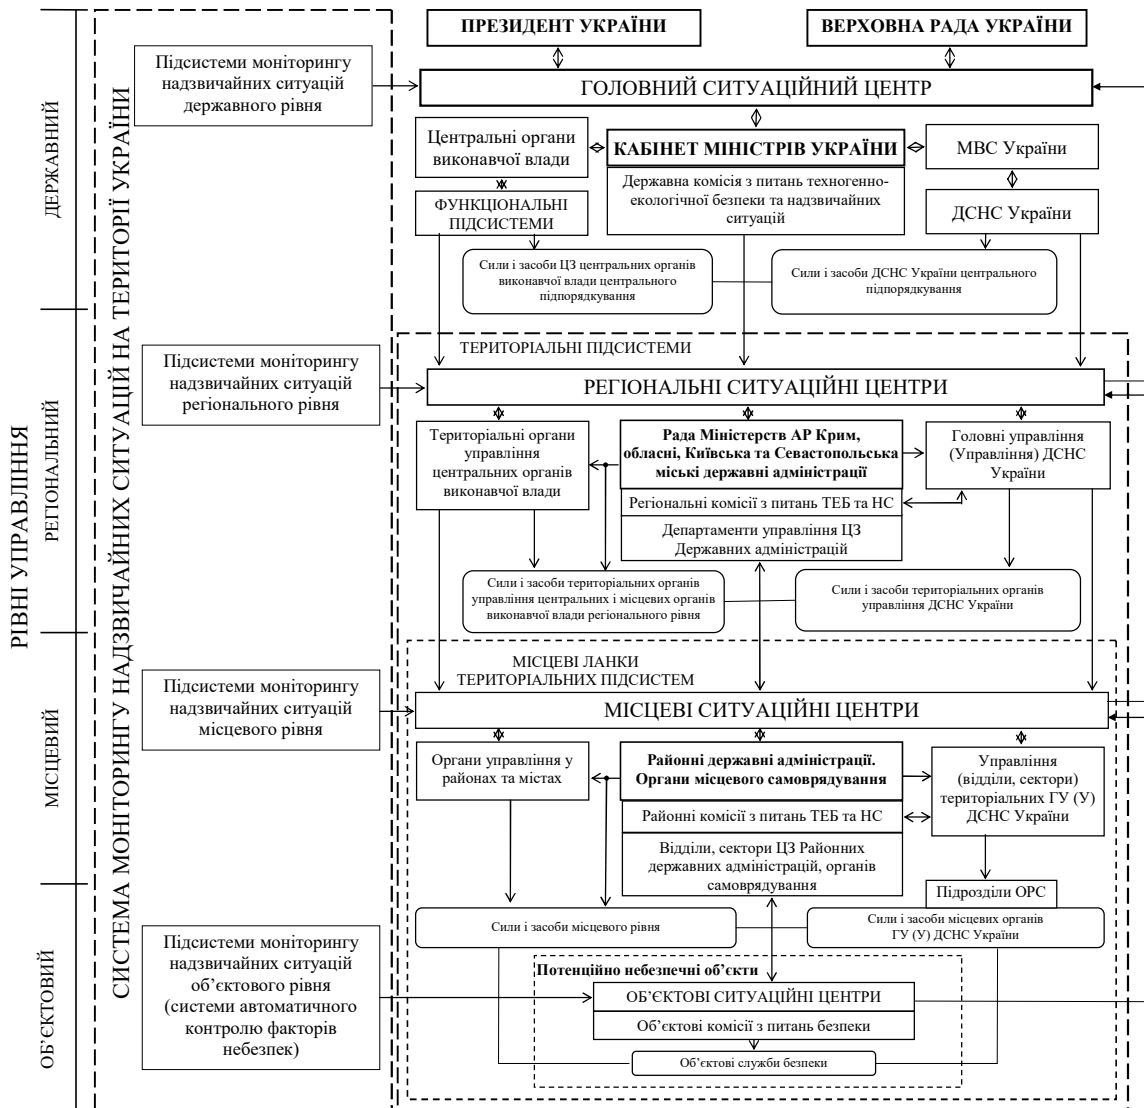 РІВНІ УПРАВЛІННЯ
ДЕРЖАВНИЙ
РЕГІОНАЛЬНИЙ
МІСЦЕВИЙ
ОБ’ЄКТОВИЙ
СИСТЕМА МОНІТОРИНГУ НАДЗВИЧАЙНИХ СИТУАЦІЙ НА ТЕРИТОРІЇ УКРАЇНИ
Підсистеми моніторингу
надзвичайних ситуацій
державного рівня
ПРЕЗИДЕНТ УКРАЇНИ
ВЕРХОВНА РАДА УКРАЇНИ
ГОЛОВНИЙ СИТУАЦІЙНИЙ ЦЕНТР
Центральні органи
виконавчої влади
КАБІНЕТ МІНІСТРІВ УКРАЇНИ
МВС України
Державна комісія з питань техногенно-
екологічної безпеки та надзвичайних
ситуацій
ФУНКЦІОНАЛЬНІ
ПІДСИСТЕМИ
ДСНС України
Сили і засоби ЦЗ центральних органів
виконавчої влади центрального
підпорядкування
Сили і засоби ДСНС України центрального
підпорядкування
ТЕРИТОРІАЛЬНІ ПІДСИСТЕМИ
Підсистеми моніторингу
надзвичайних ситуацій
регіонального рівня
РЕГІОНАЛЬНІ СИТУАЦІЙНІ ЦЕНТРИ
Територіальні органи
управління
центральних органів
виконавчої влади
Рада Міністерств АР Крим,
обласні, Київська та Севастопольська
міські державні адміністрації
Регіональні комісії з питань ТЕБ та НС
Департаменти управління ЦЗ
Державних адміністрацій
Головні управління
(Управління) ДСНС
України
Сили і засоби територіальних органів
управління центральних і місцевих органів
виконавчої влади регіонального рівня
Сили і засоби територіальних органів
управління ДСНС України
МІСЦЕВІ ЛАНКИ
ТЕРИТОРІАЛЬНИХ ПІДСИСТЕМ
Підсистеми моніторингу
надзвичайних ситуацій
місцевого рівня
МІСЦЕВІ СИТУАЦІЙНІ ЦЕНТРИ
Органи управління у
районах та містах
Районні державні адміністрації.
Органи місцевого самоврядування
Районні комісії з питань ТЕБ та НС
Відділи, сектори ЦЗ Районних
державних адміністрацій, органів
самоврядування
Управління
(відділи, сектори)
територіальних ГУ (У)
ДСНС України
Підрозділи ОРС
Сили і засоби місцевого рівня
Сили і засоби місцевих органів
ГУ (У) ДСНС України
Підсистеми моніторингу
надзвичайних ситуацій
об’єктового рівня
(системи автоматичного
контролю факторів
небезпек)
Потенційно небезпечні об’єкти
ОБ’ЄКТОВІ СИТУАЦІЙНІ ЦЕНТРИ
Об’єктові комісії з питань безпеки
Об’єктові служби безпеки